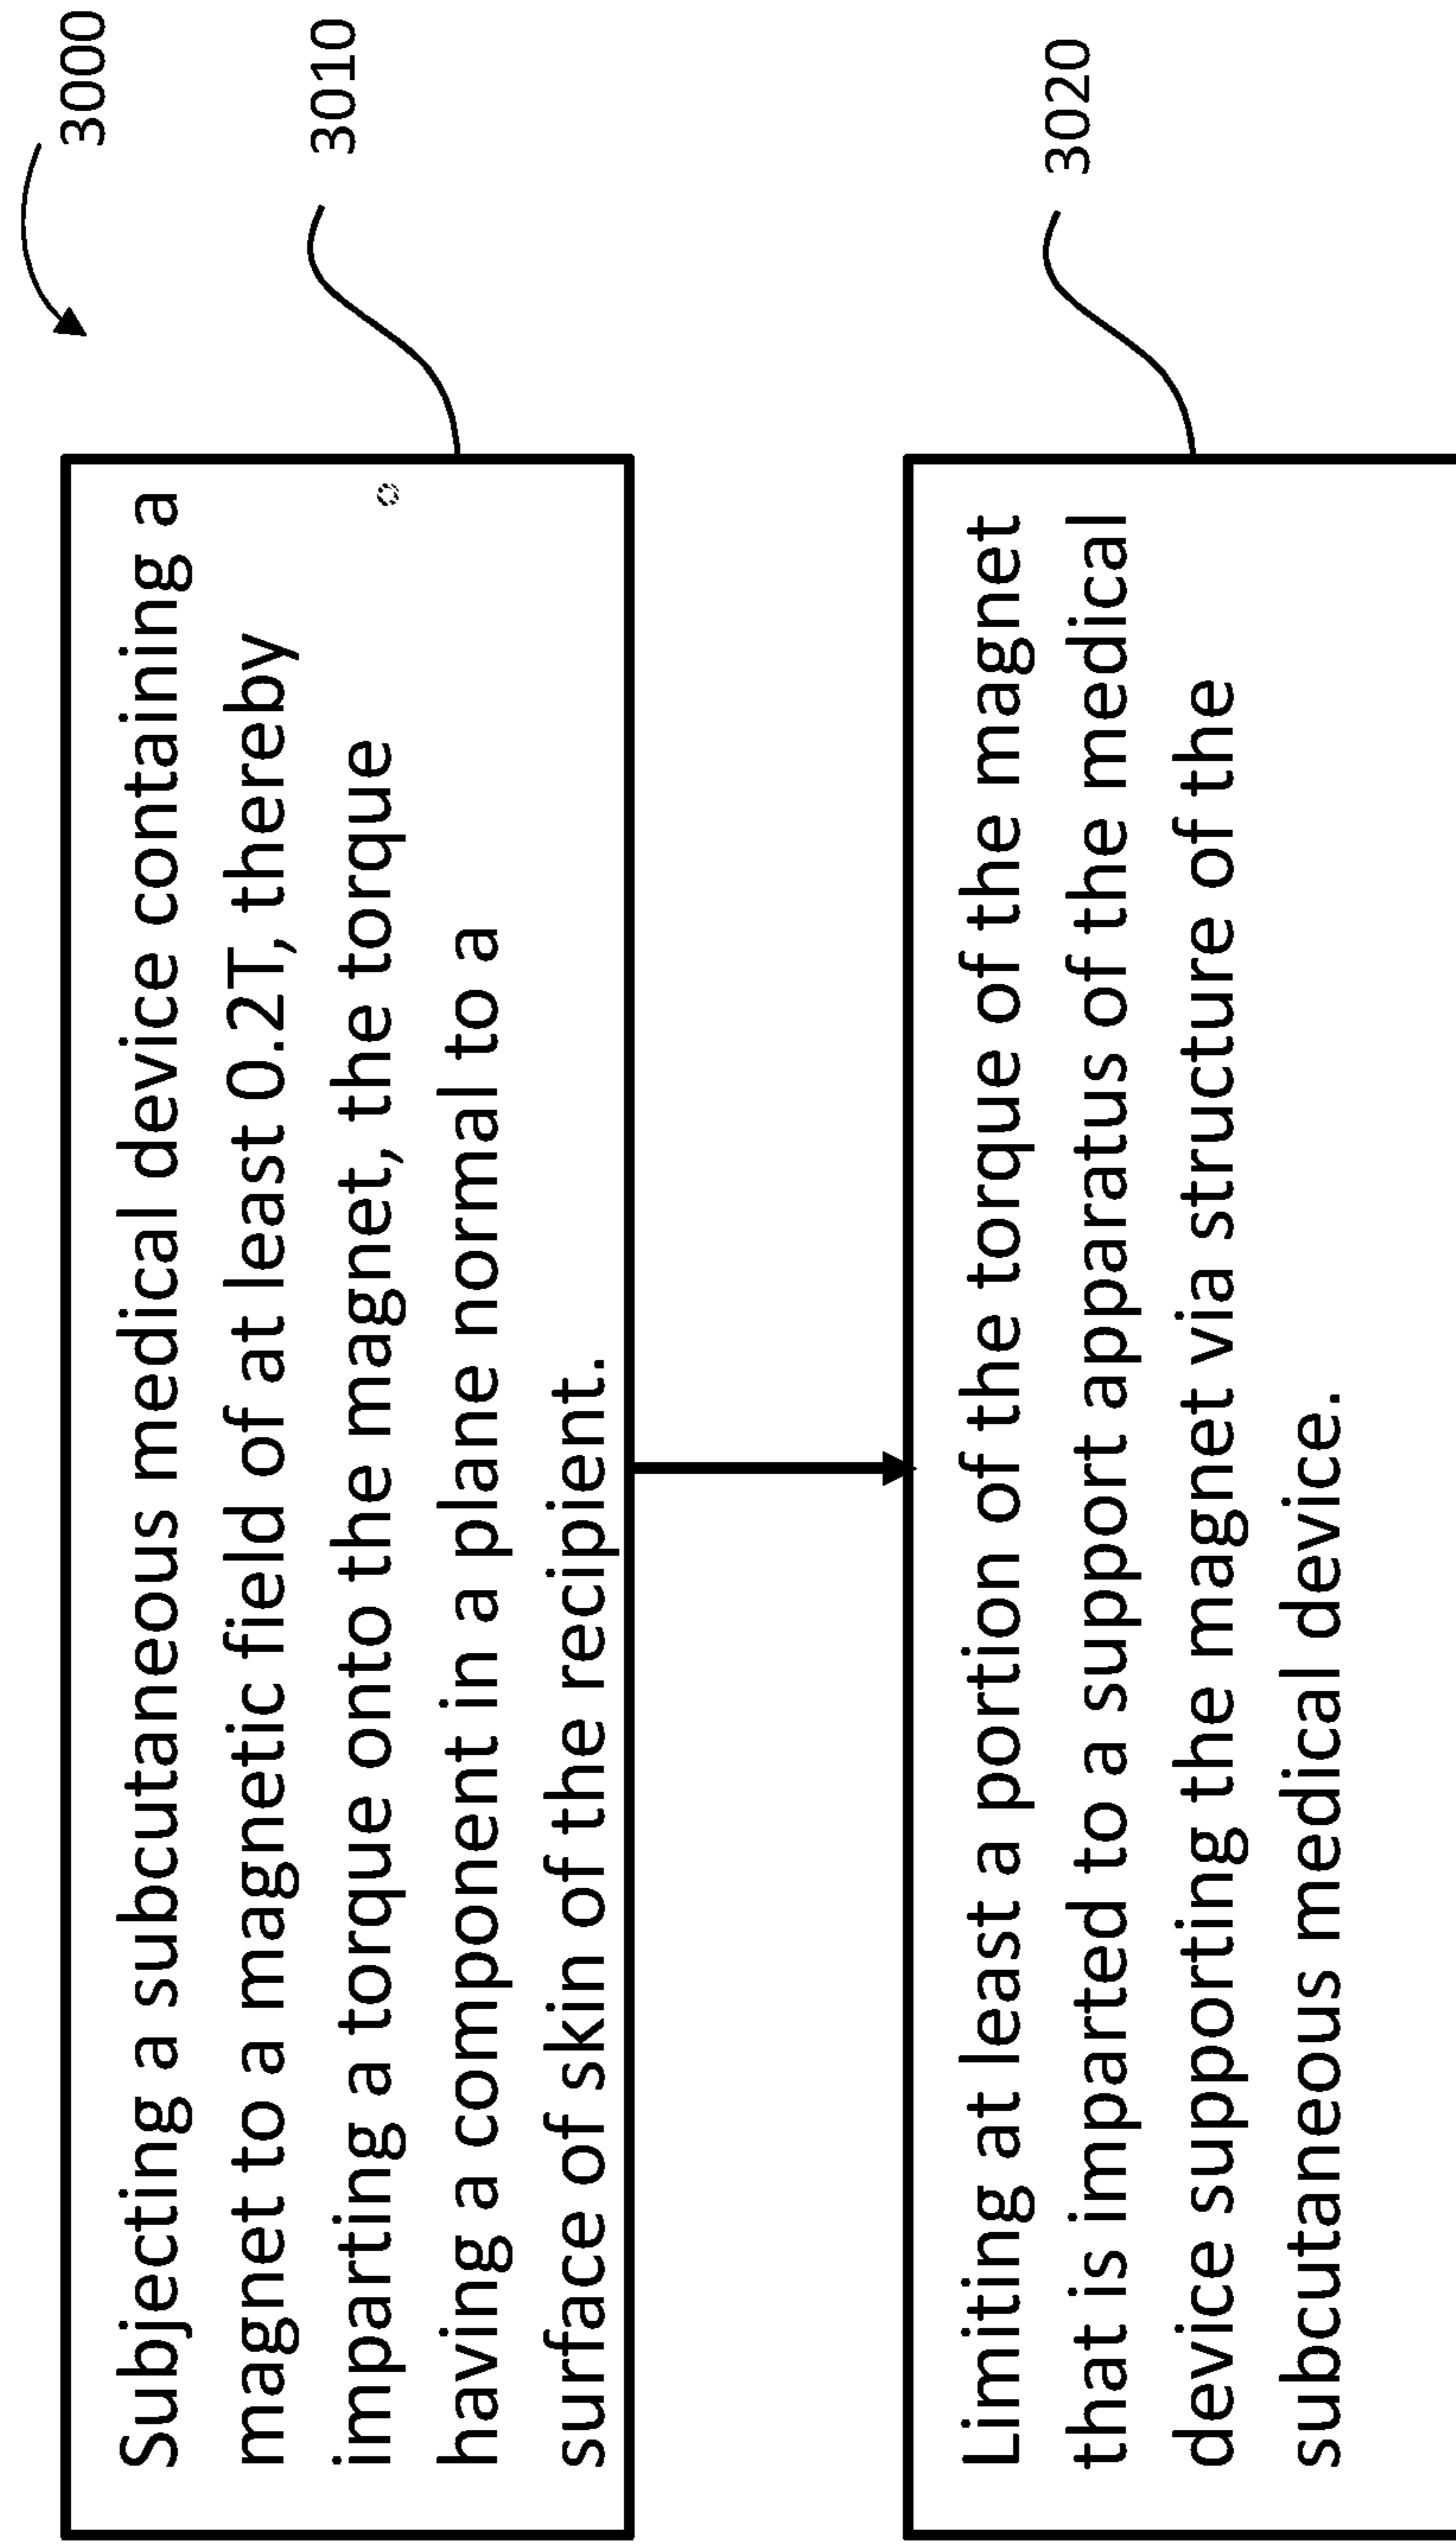 3000
3010
Subjecting a subcutaneous medical device containing a
magnet to a magnetic field of at least 0.2T, thereby
imparting a torque onto the magnet, the torque
having a component in a plane normal to a
surface of skin of the recipient.
3020
Limiting at least a portion of the torque of the magnet
that is imparted to a support apparatus of the medical
device supporting the magnet via structure of the
subcutaneous medical device.